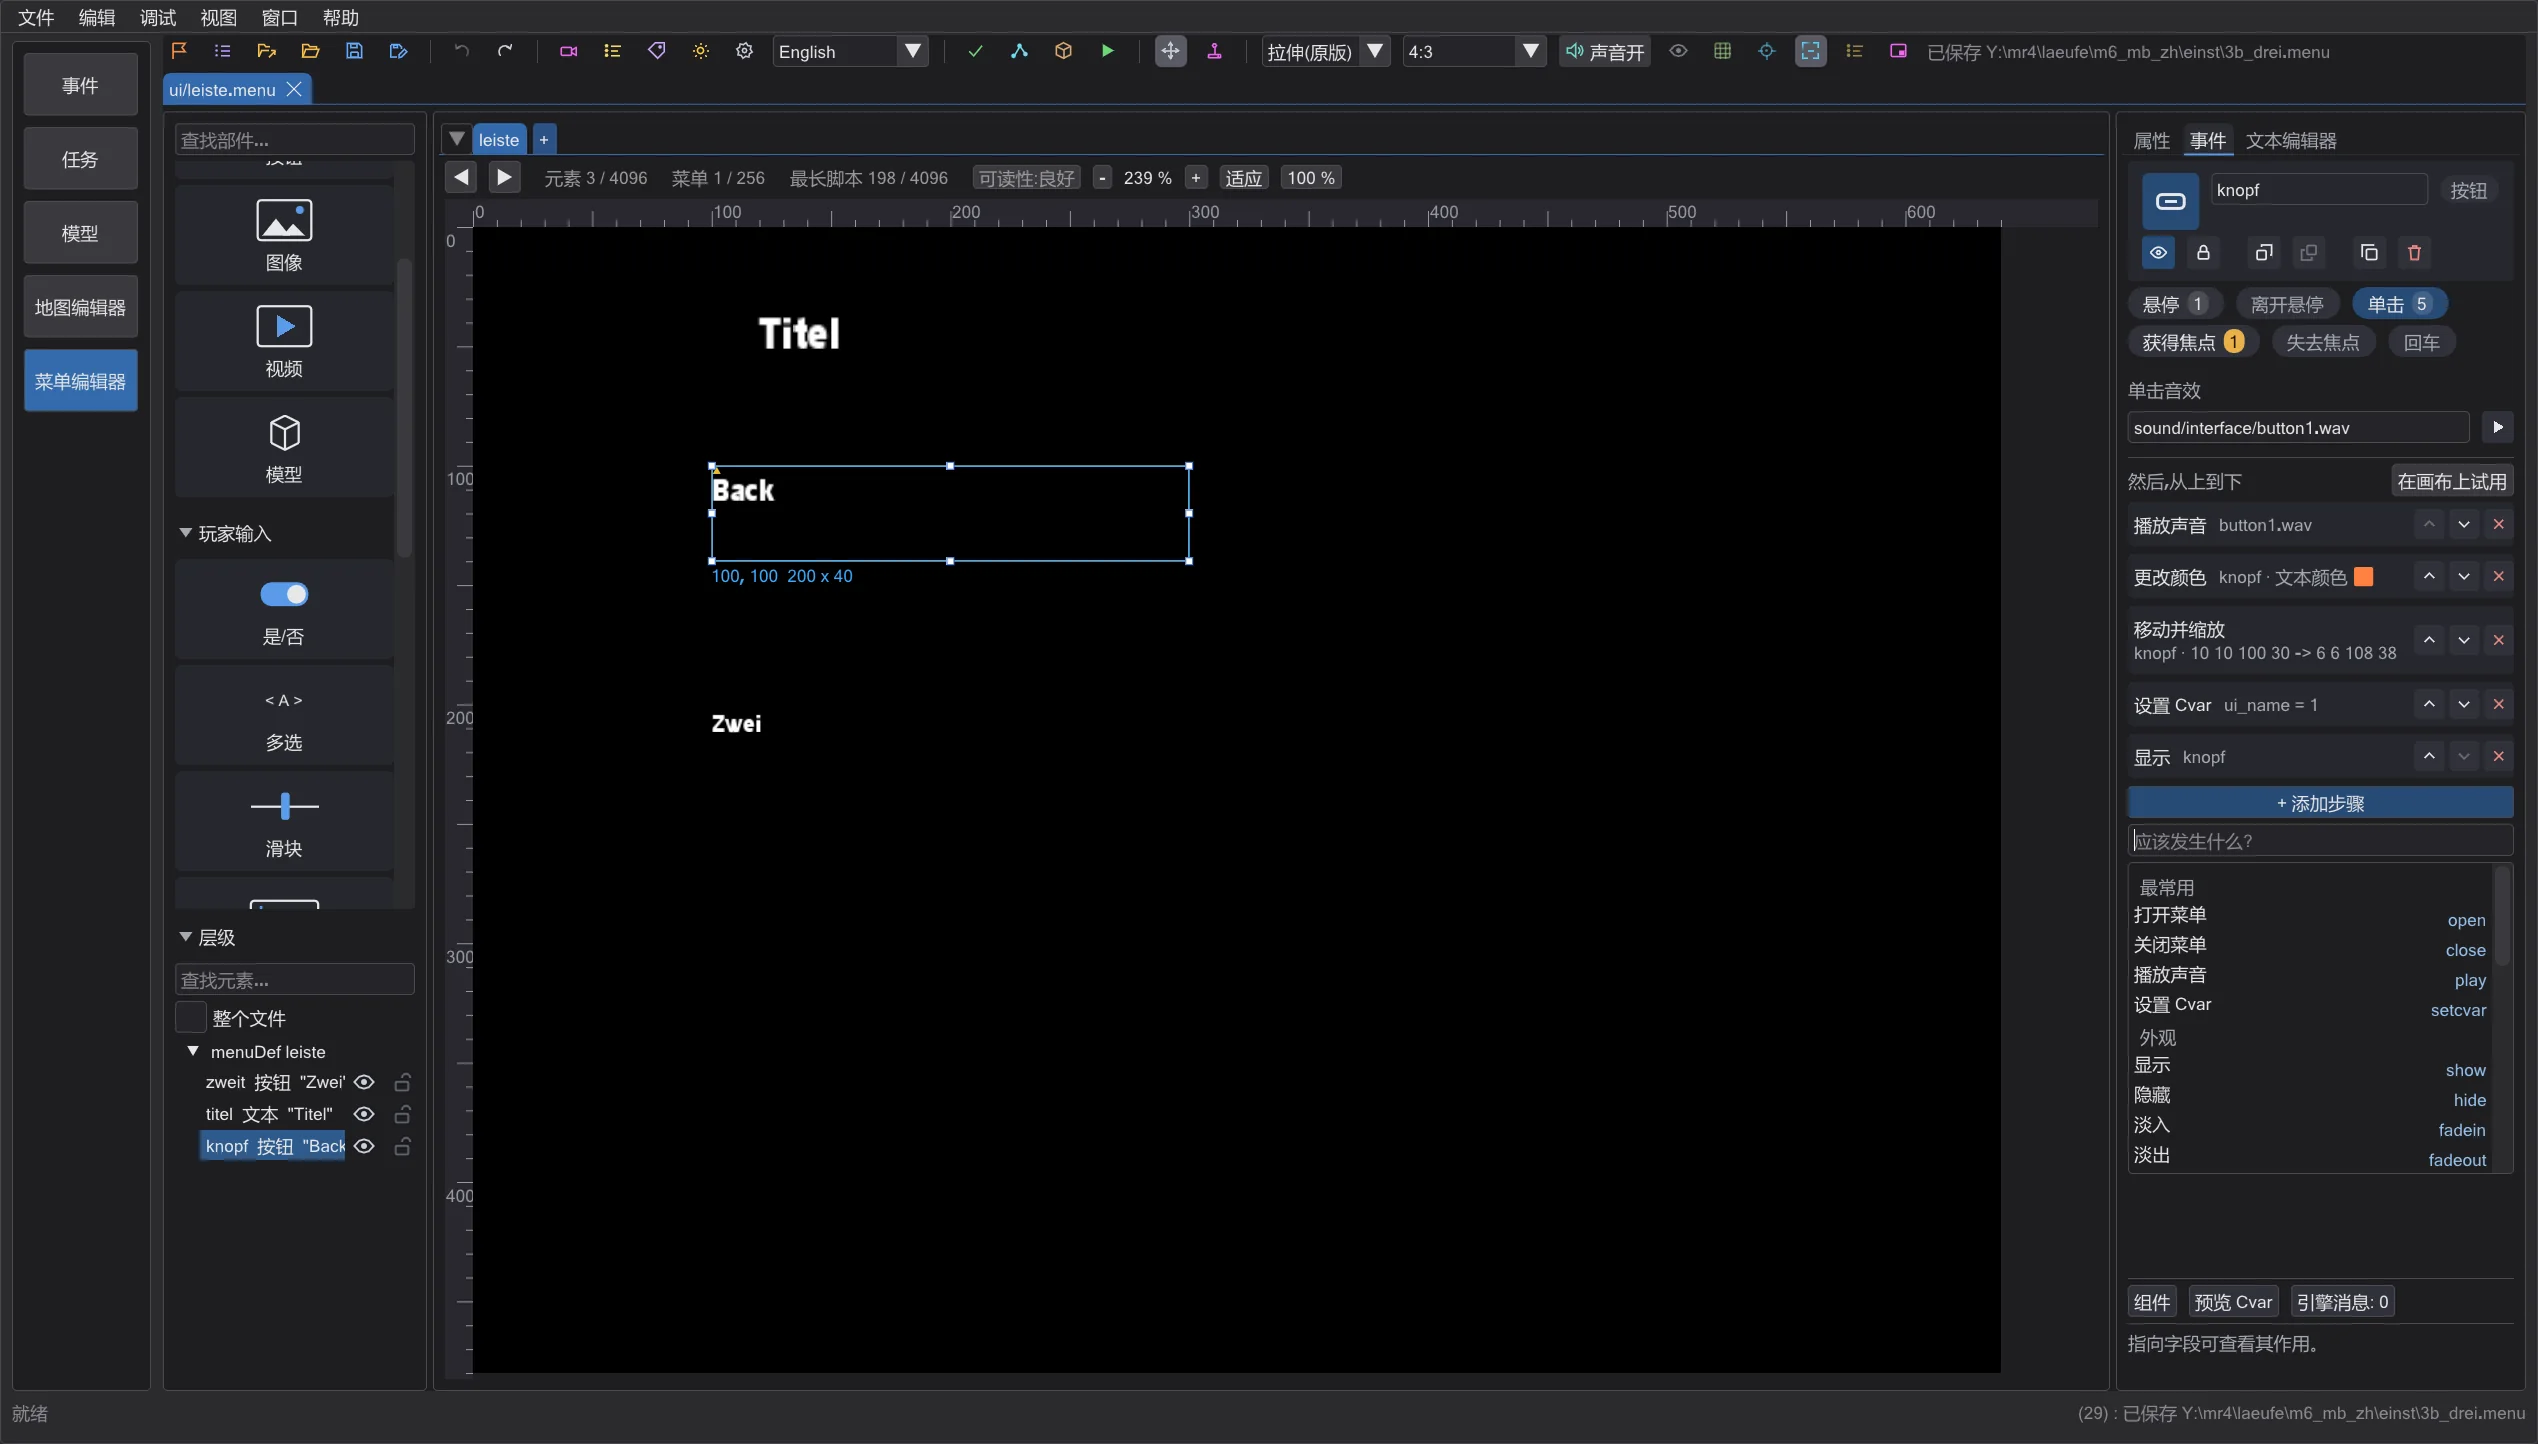 文件 编辑 调试 视图 窗口 帮助
English
拉伸(原版)
4:3
声音开
已保存 Y:\mr4\laeufe\m6_mb_zh\einst\3b_drei.menu
事件
任务
模型
地图编辑器
菜单编辑器
ui/leiste.menu
查找部件...
图像
视频
模型
玩家输入
是/否
< A >
多选
滑块
层级
查找元素...
整个文件
menuDef leiste
zweit 按钮 "Zwei'
titel 文本 "Titel"
knopf 按钮 "Back
leiste +
元素 3 / 4096 菜单 1 / 256 最长脚本 198 / 4096 可读性:良好 - 239 % + 适应 100 %
0 100 200 300 400 500 600
0
100
200
300
400
Titel
Back
100, 100 200 x 40
Zwei
属性 事件 文本编辑器
knopf 按钮
悬停 1 离开悬停 单击 5
获得焦点 1 失去焦点 回车
单击音效
sound/interface/button1.wav
然后,从上到下 在画布上试用
播放声音 button1.wav
更改颜色 knopf · 文本颜色
移动并缩放
knopf · 10 10 100 30 -> 6 6 108 38
设置 Cvar ui_name = 1
显示 knopf
+ 添加步骤
应该发生什么?
最常用
打开菜单 open
关闭菜单 close
播放声音 play
设置 Cvar setcvar
外观
显示 show
隐藏 hide
淡入 fadein
淡出 fadeout
组件 预览 Cvar 引擎消息: 0
指向字段可查看其作用。
就绪
(29) : 已保存 Y:\mr4\laeufe\m6_mb_zh\einst\3b_drei.menu